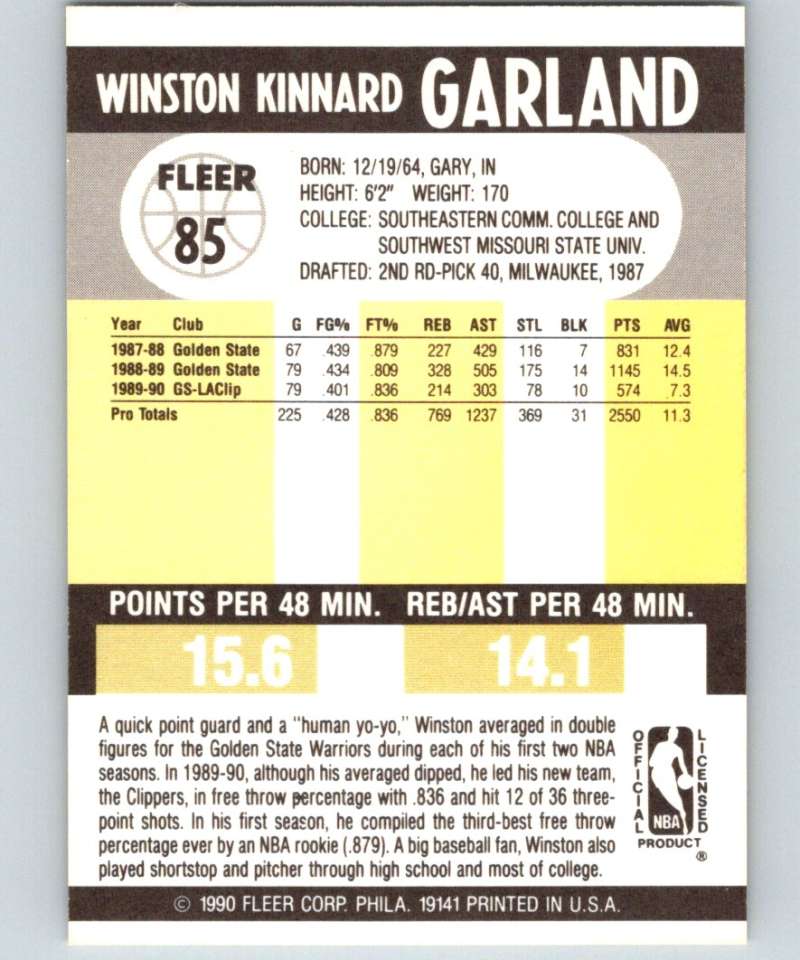 WINSTON KINNARD GARLAND
FLEER
85
BORN: 12/19/64, GARY, IN
HEIGHT: 6'2" WEIGHT: 170
COLLEGE: SOUTHEASTERN COMM. COLLEGE AND
SOUTHWEST MISSOURI STATE UNIV.
DRAFTED: 2ND RD-PICK 40, MILWAUKEE, 1987
Year Club G FG% FT% REB AST STL BLK PTS AVG
1987-88 Golden State 67 .439 .879 227 429 116 7 831 12.4
1988-89 Golden State 79 .434 .809 328 505 175 14 1145 14.5
1989-90 GS-LAClip 79 .401 .836 214 303 78 10 574 7.3
Pro Totals 225 .428 .836 769 1237 369 31 2550 11.3
POINTS PER 48 MIN. REB/AST PER 48 MIN.
15.6 14.1
A quick point guard and a "human yo-yo," Winston averaged in double
figures for the Golden State Warriors during each of his first two NBA
seasons. In 1989-90, although his averaged dipped, he led his new team,
the Clippers, in free throw percentage with .836 and hit 12 of 36 three-
point shots. In his first season, he compiled the third-best free throw
percentage ever by an NBA rookie (.879). A big baseball fan, Winston also
played shortstop and pitcher through high school and most of college.
OFFICIAL
LICENSED
NBA
PRODUCT
®
© 1990 FLEER CORP. PHILA. 19141 PRINTED IN U.S.A.